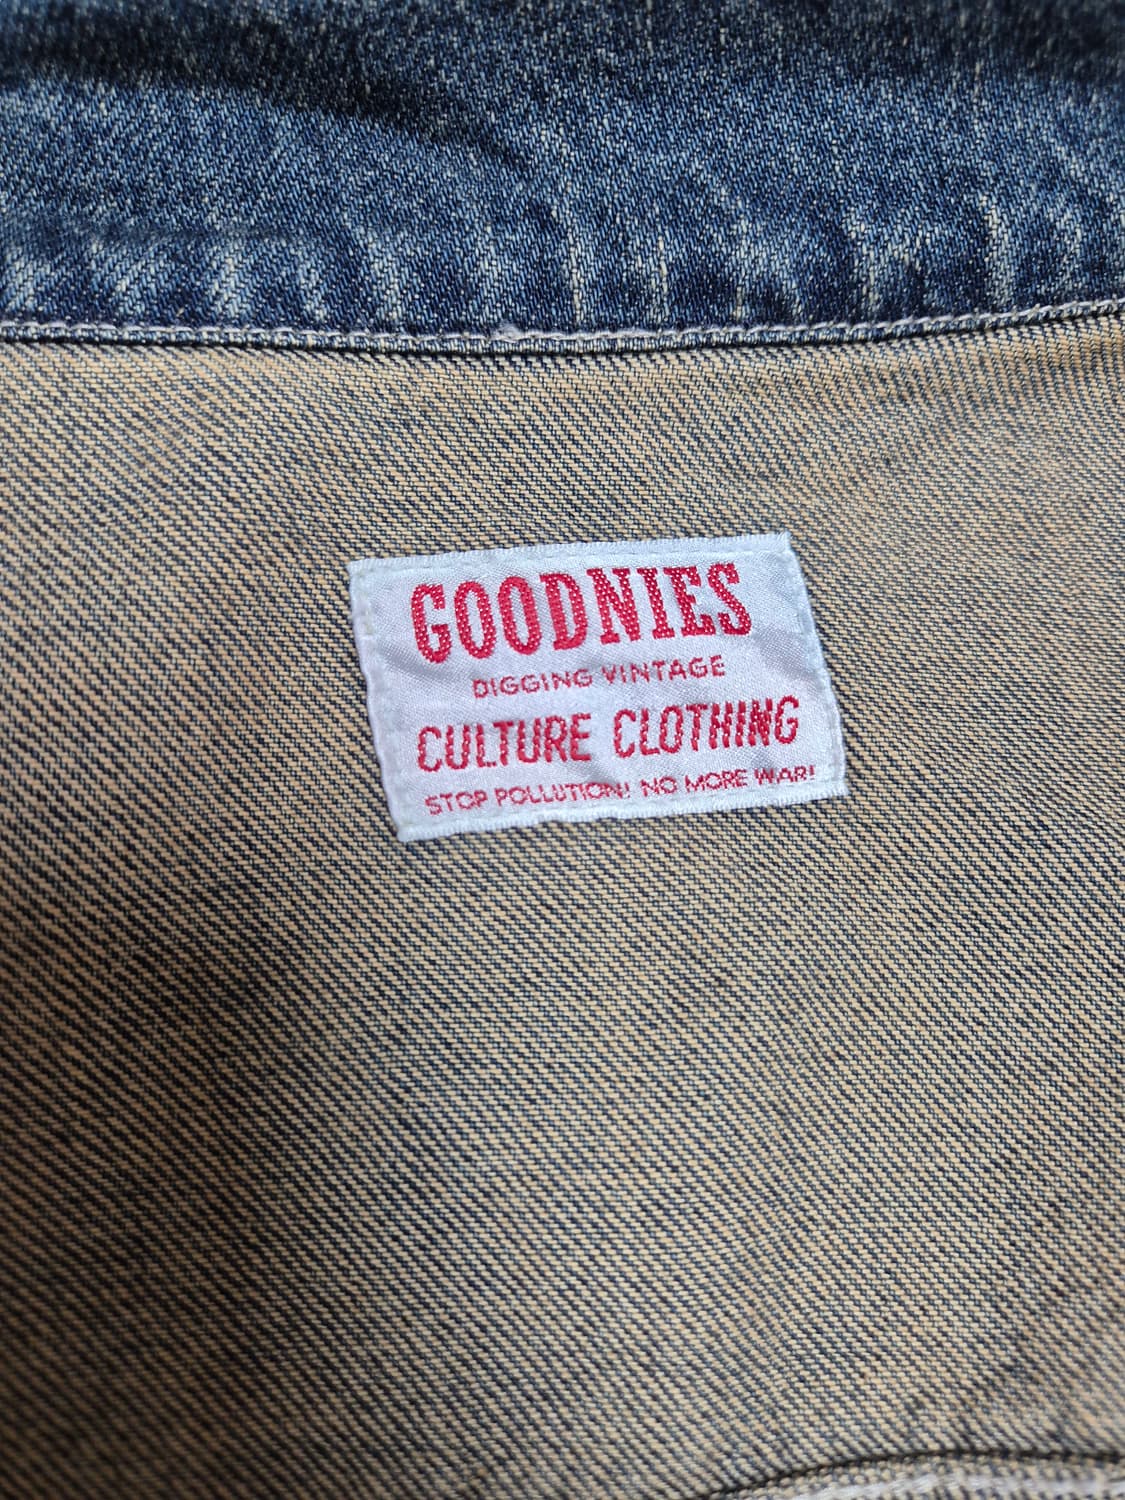 GOODNIES
DIGGING VINTAGE
CULTURE CLOTHING
STOP POLLUTION! NO MORE WAR!